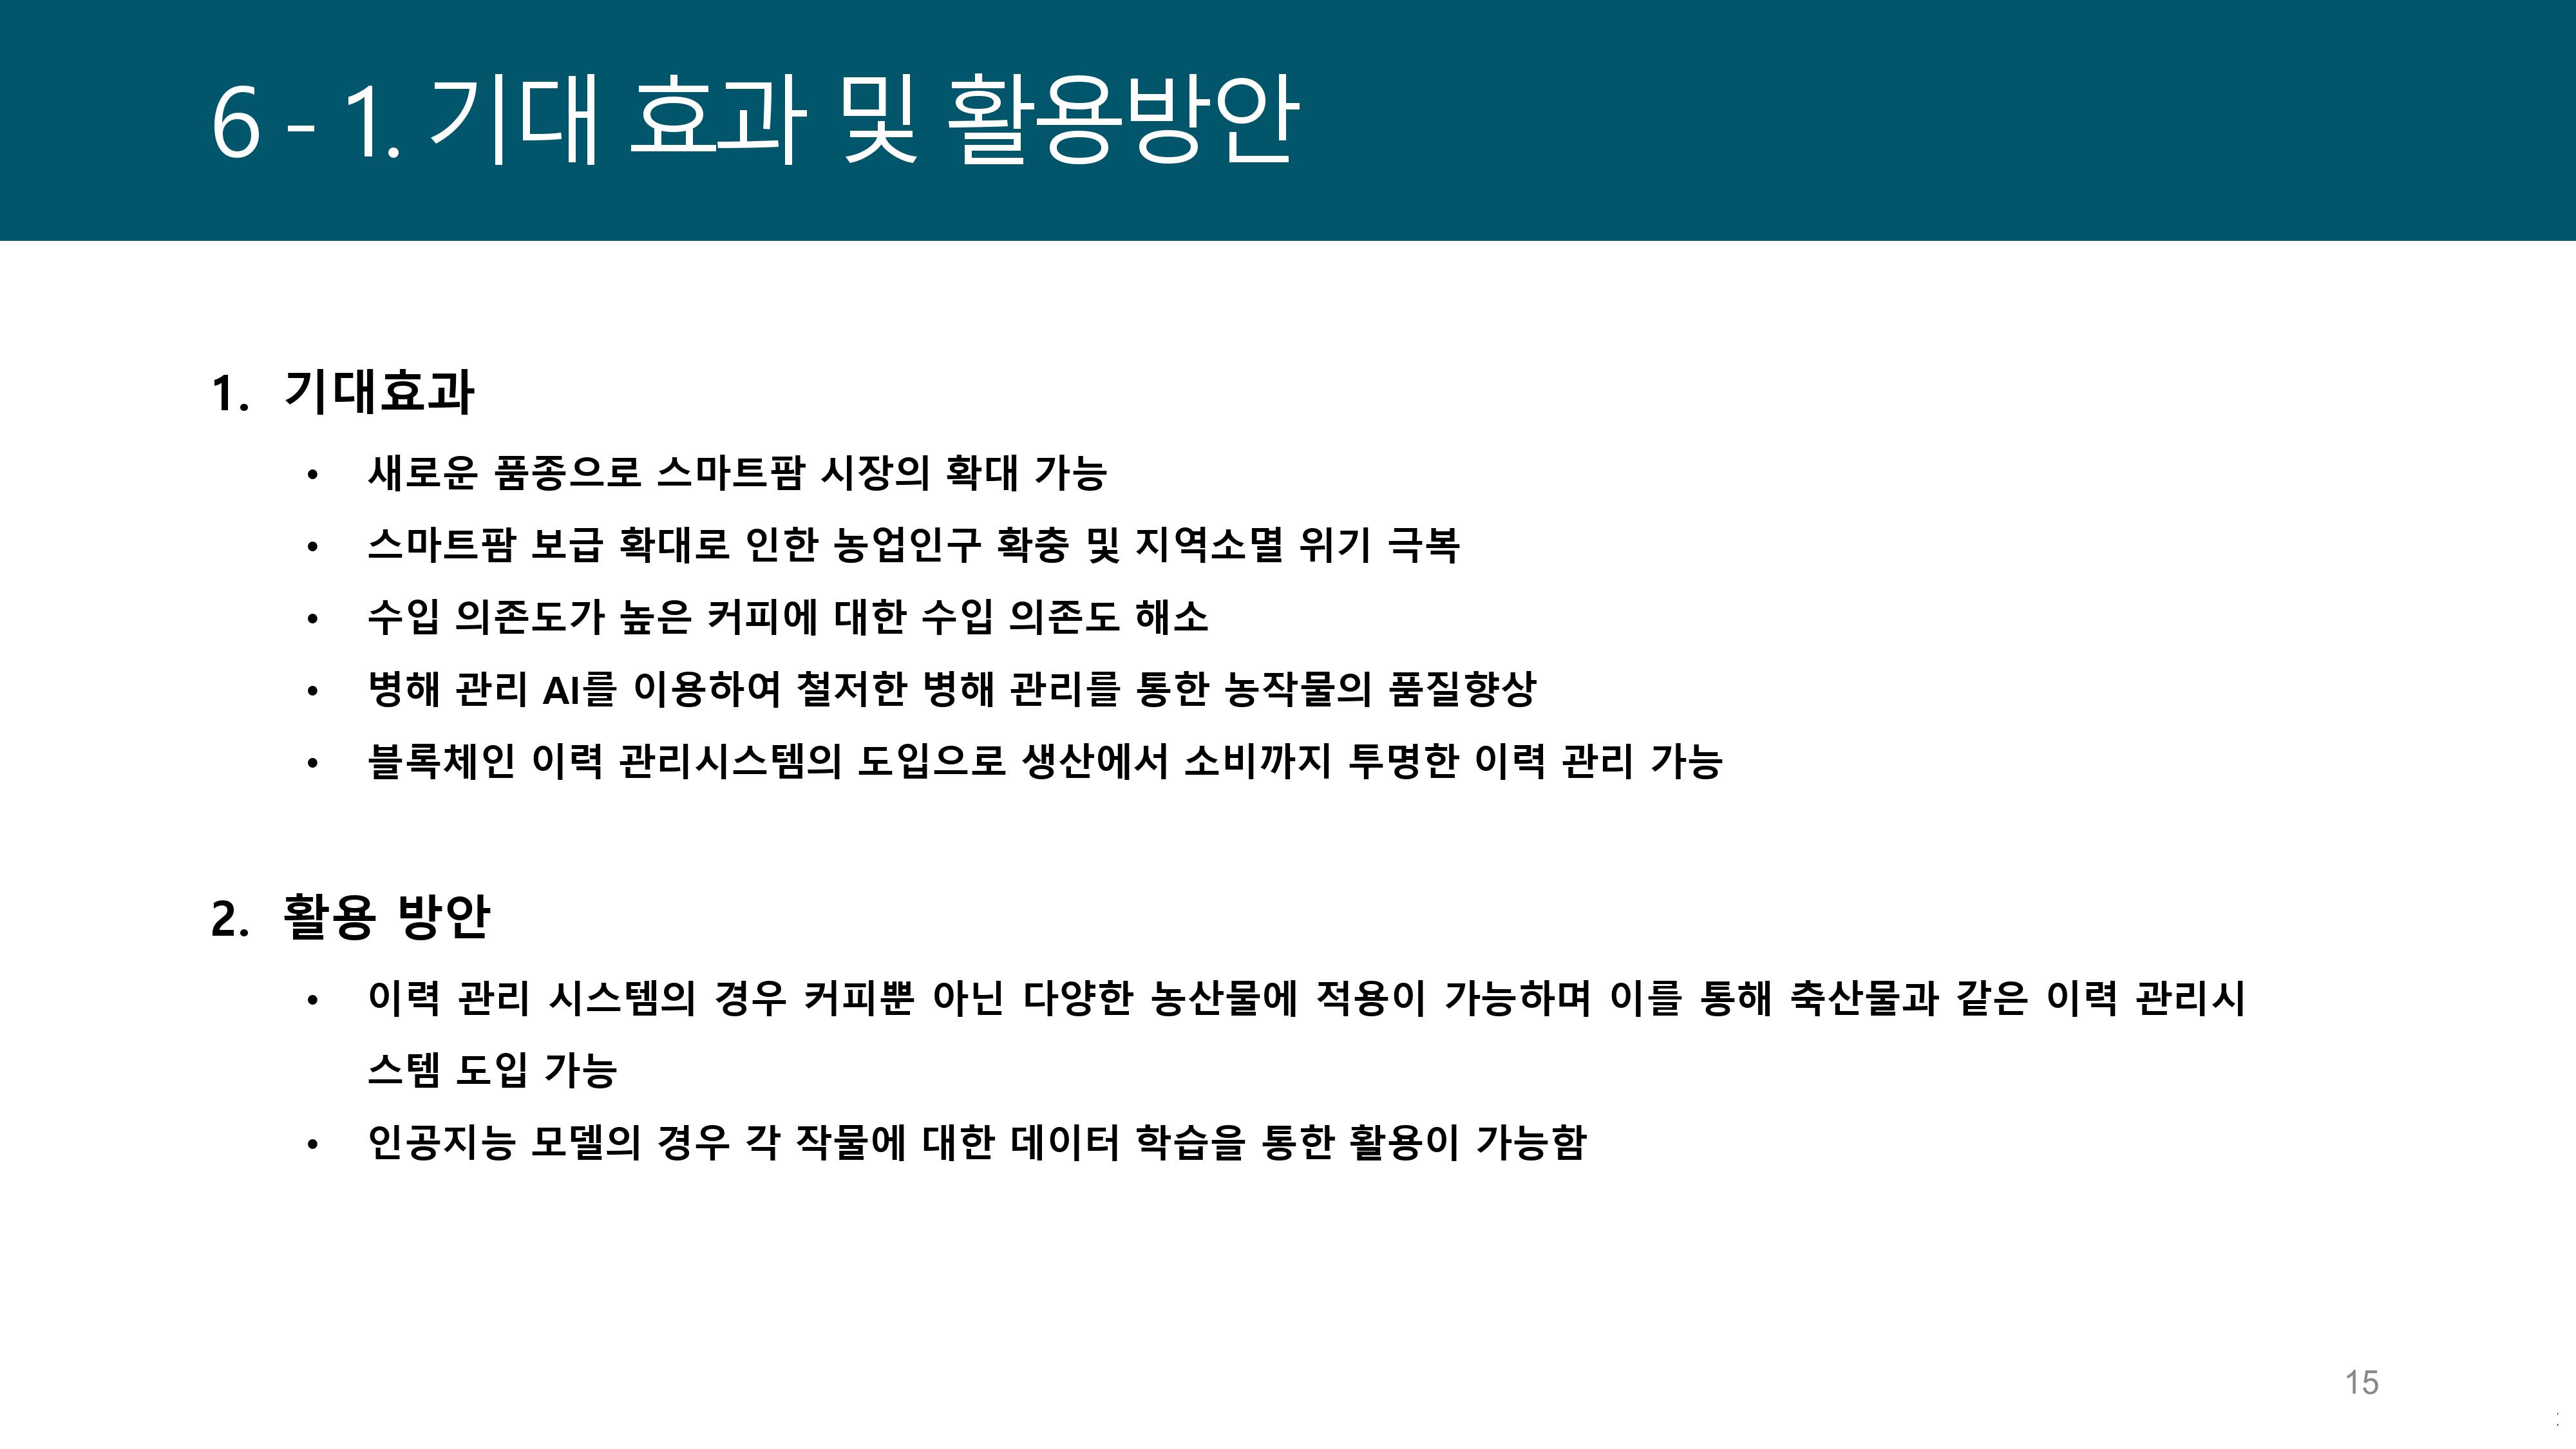 6 - 1. 기대 효과 및 활용방안
1. 기대효과
• 새로운 품종으로 스마트팜 시장의 확대 가능
• 스마트팜 보급 확대로 인한 농업인구 확충 및 지역소멸 위기 극복
• 수입 의존도가 높은 커피에 대한 수입 의존도 해소
• 병해 관리 AI를 이용하여 철저한 병해 관리를 통한 농작물의 품질향상
• 블록체인 이력 관리시스템의 도입으로 생산에서 소비까지 투명한 이력 관리 가능
2. 활용 방안
• 이력 관리 시스템의 경우 커피뿐 아닌 다양한 농산물에 적용이 가능하며 이를 통해 축산물과 같은 이력 관리시
스템 도입 가능
• 인공지능 모델의 경우 각 작물에 대한 데이터 학습을 통한 활용이 가능함
15